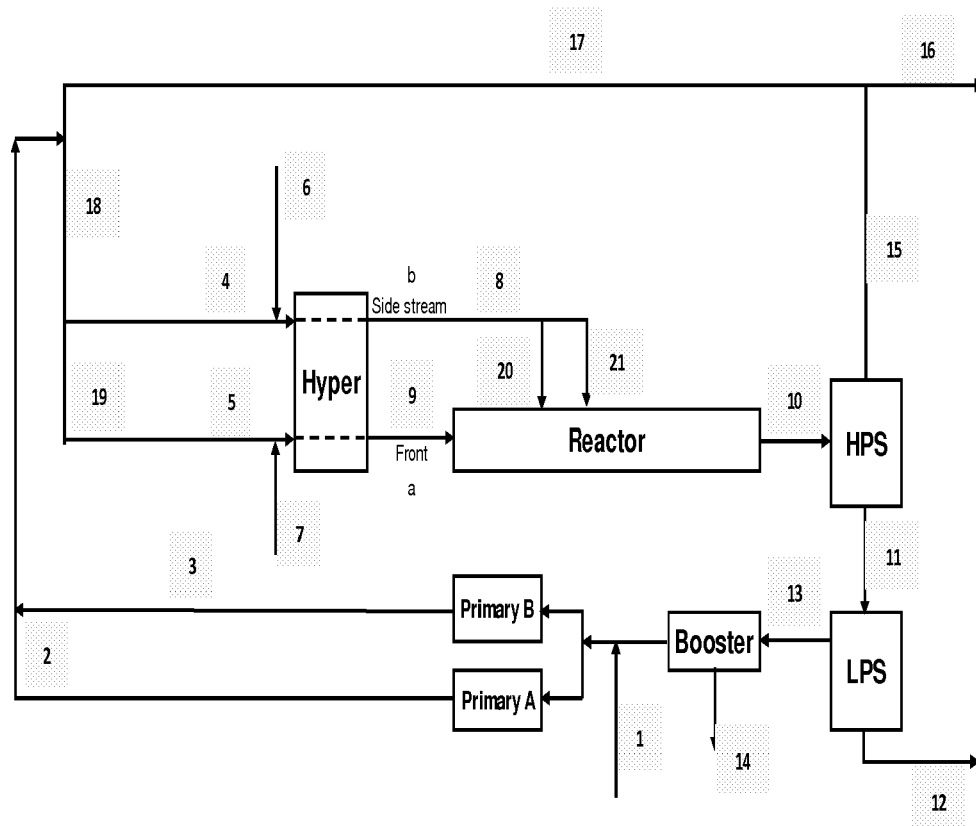 17
16
6
18
15
4
b
8
Side stream
Hyper
20
21
19
5
9
10
Reactor
HPS
Front
a
7
3
11
13
Primary B
Booster
2
LPS
Primary A
1
14
12